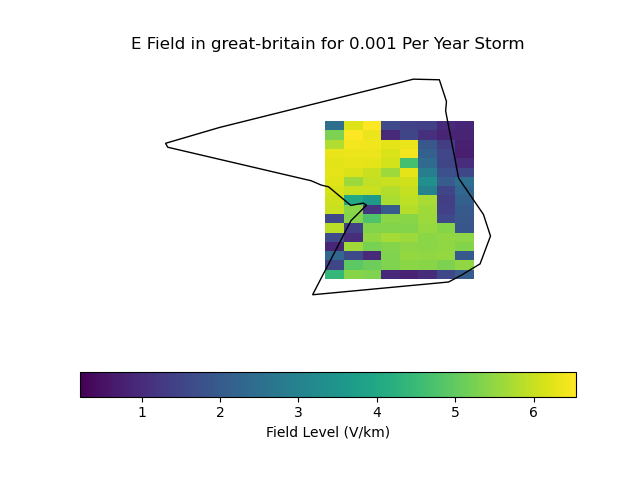 E Field in great-britain for 0.001 Per Year Storm
1 2 3 4 5 6
Field Level (V/km)